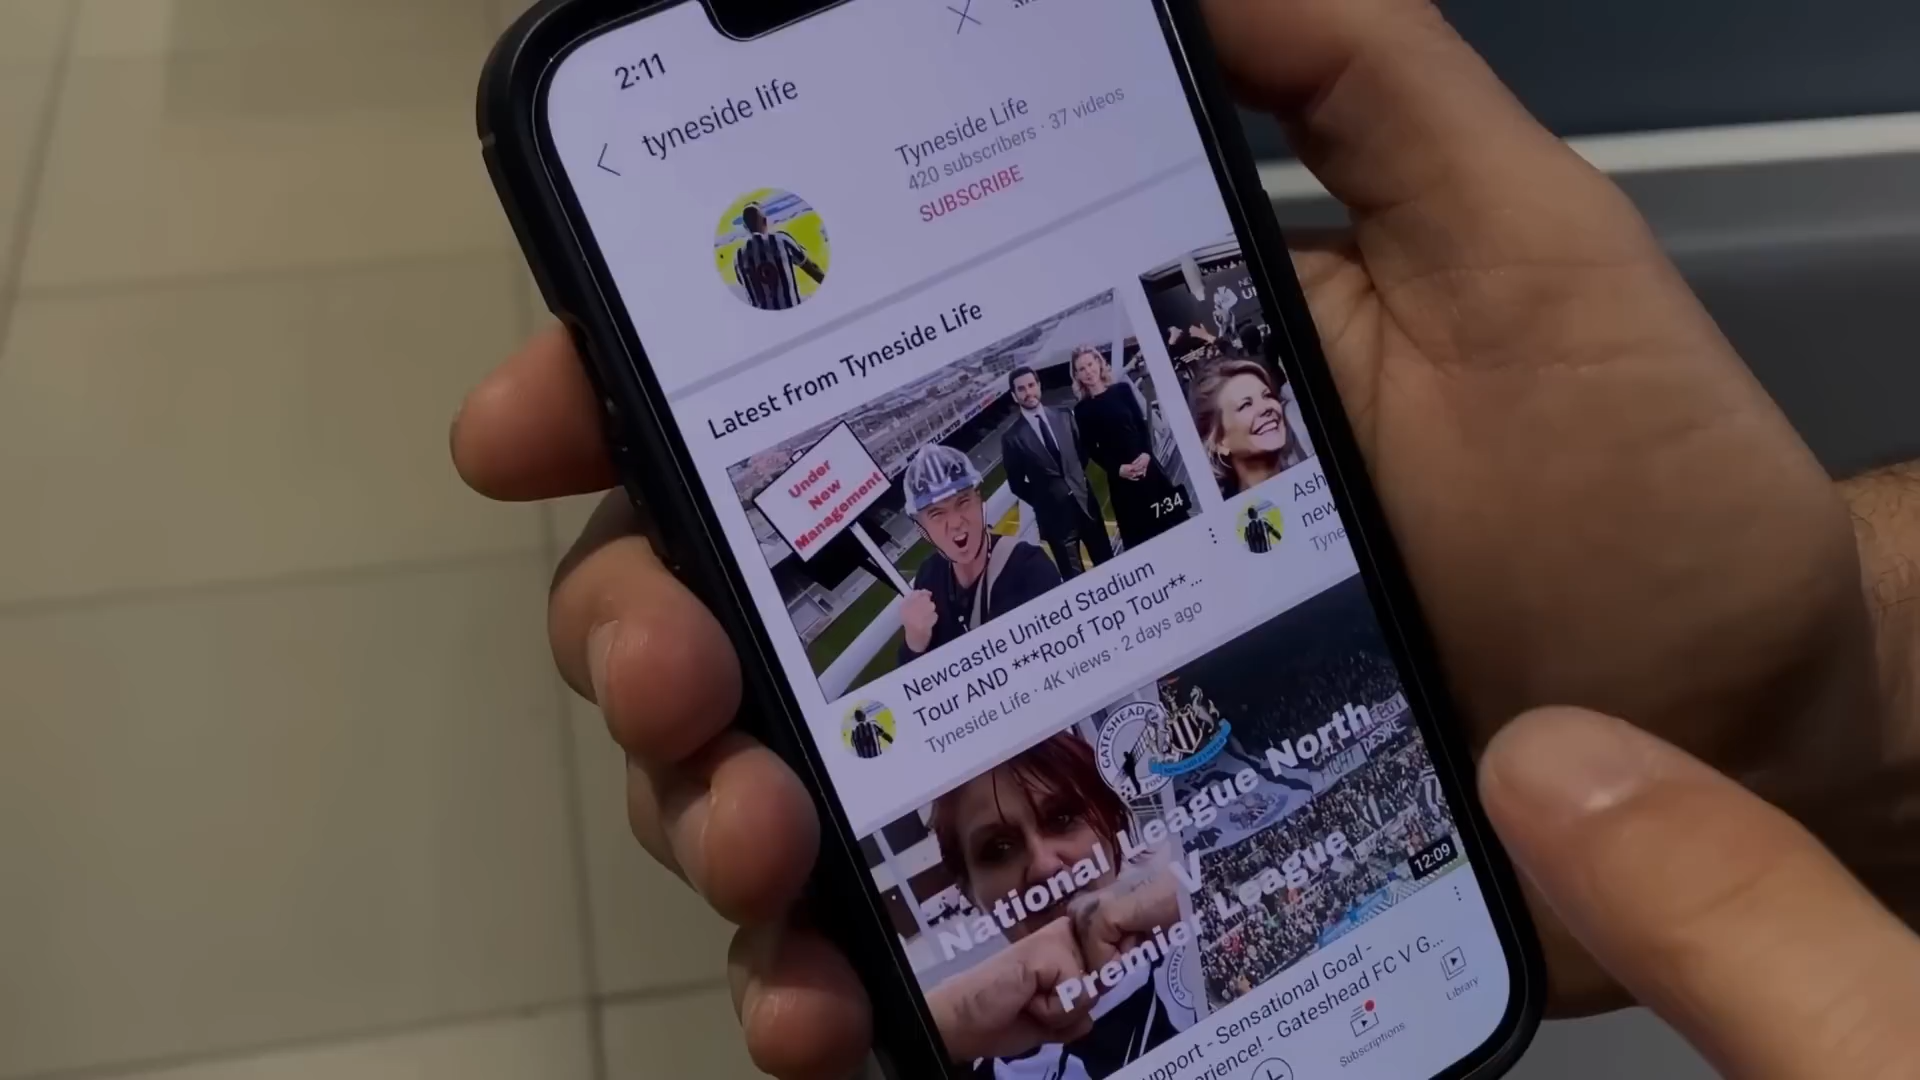 2:11
tyneside life
Tyneside Life
420 subscribers · 37 videos
SUBSCRIBE
Latest from Tyneside Life
Under
New
Management
7:34
Newcastle United Stadium
Tour AND ***Roof Top Tour** ...
Tyneside Life · 4K views · 2 days ago
Ash
new
Tyne
GATESHEAD
National League North
V
Premier League
12:09
upport - Sensational Goal -
erience! - Gateshead FC V G...
Subscriptions
Library